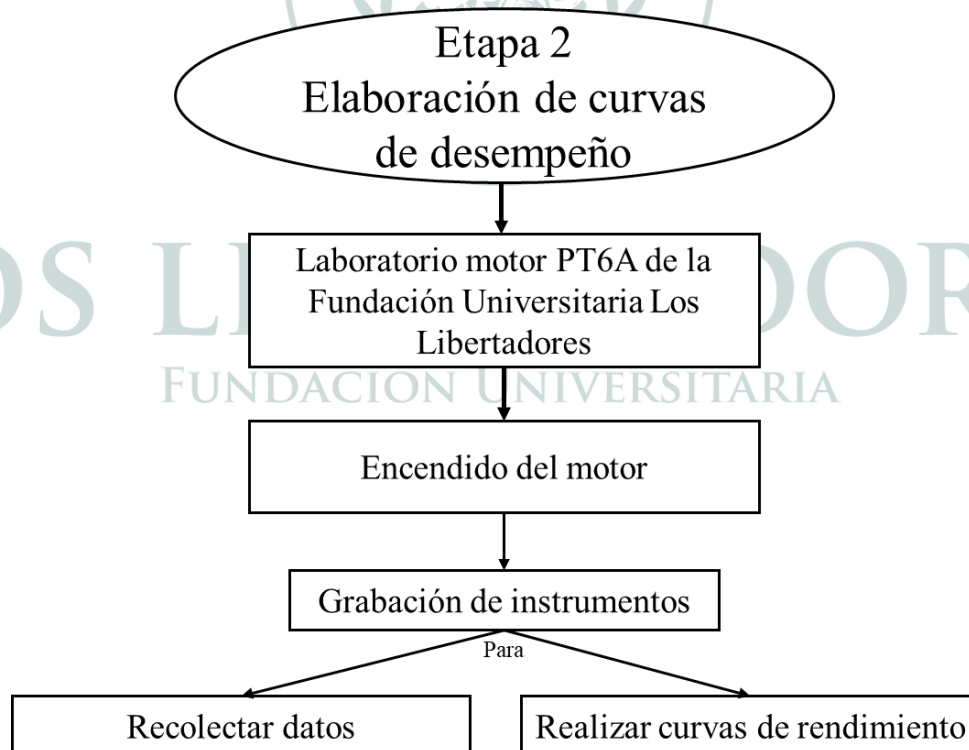 Etapa 2
Elaboración de curvas
de desempeño
Laboratorio motor PT6A de la
Fundación Universitaria Los
Libertadores
FUNDACION UNIVERSITARIA
Encendido del motor
Grabación de instrumentos
Para
Recolectar datos
Realizar curvas de rendimiento